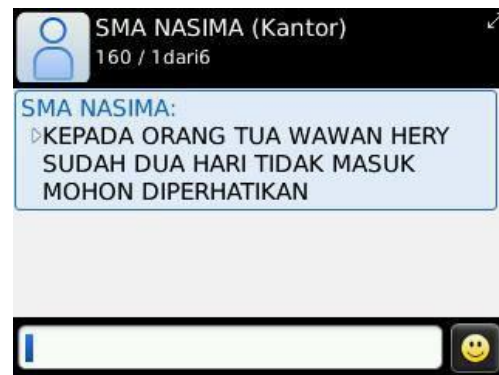 SMA NASIMA (Kantor)
160 / 1dari6
SMA NASIMA:
KEPADA ORANG TUA WAWAN HERY
SUDAH DUA HARI TIDAK MASUK
MOHON DIPERHATIKAN